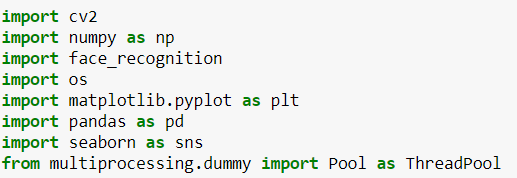 import cv2
import numpy as np
import face_recognition
import os
import matplotlib.pyplot as plt
import pandas as pd
import seaborn as sns
from multiprocessing.dummy import Pool as ThreadPool